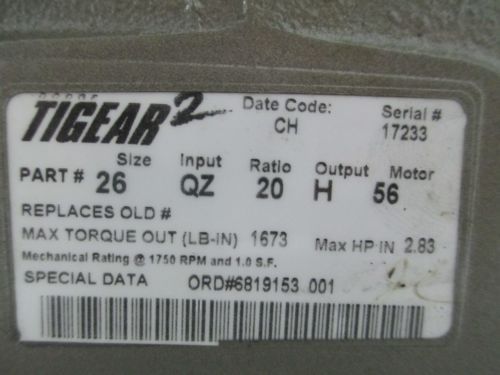 TIGEAR 2 Date Code: CH Serial # 17233
Size Input Ratio Output Motor
PART # 26 QZ 20 H 56
REPLACES OLD #
MAX TORQUE OUT (LB-IN) 1673 Max HP IN 2.83
Mechanical Rating @ 1750 RPM and 1.0 S.F.
SPECIAL DATA ORD#6819153 001